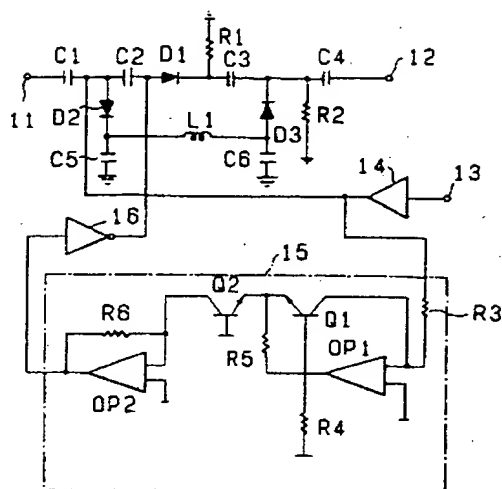 R1
C1 C2 D1 C3 C4 12
11 D2 L1 D3 R2
C5 C6 14 13
16
15
Q2 Q1 R3
R6 R5 OP1
OP2 R4